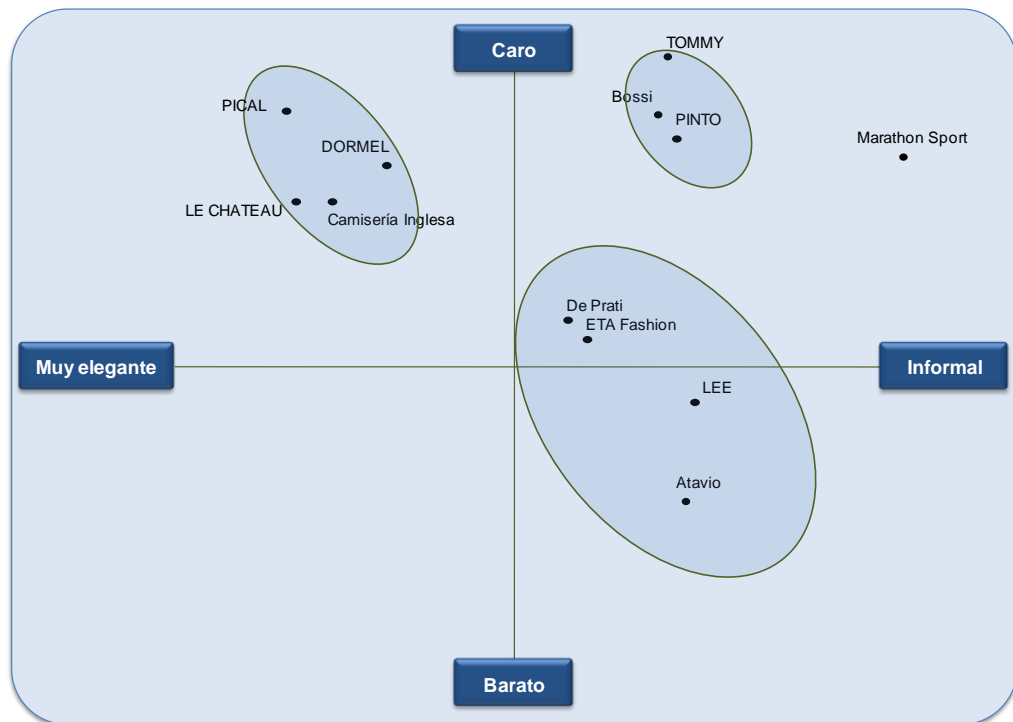 Caro
TOMMY
Bossi
PICAL
PINTO
Marathon Sport
DORMEL
LE CHATEAU
Camisería Inglesa
De Prati
ETA Fashion
Muy elegante
Informal
LEE
Atavio
Barato